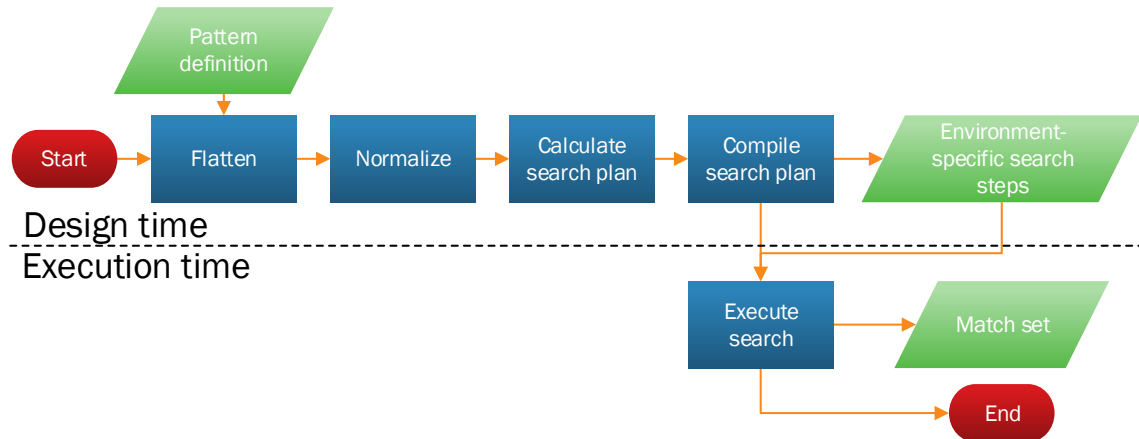 Pattern
definition
Start
Flatten
Normalize
Calculate
search plan
Compile
search plan
Environment-
specific search
steps
Design time
Execution time
Execute
search
Match set
End